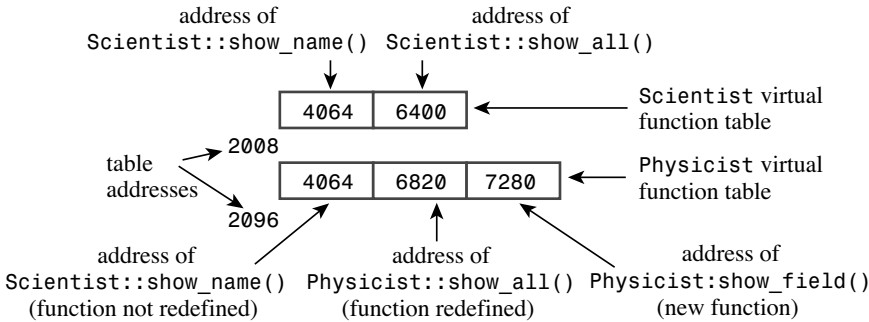 address of
Scientist::show_name()
address of
Scientist::show_all()
4064 6400
Scientist virtual
function table
2008
table
addresses
4064 6820 7280
Physicist virtual
function table
2096
address of
Scientist::show_name()
(function not redefined)
address of
Physicist::show_all()
(function redefined)
address of
Physicist:show_field()
(new function)